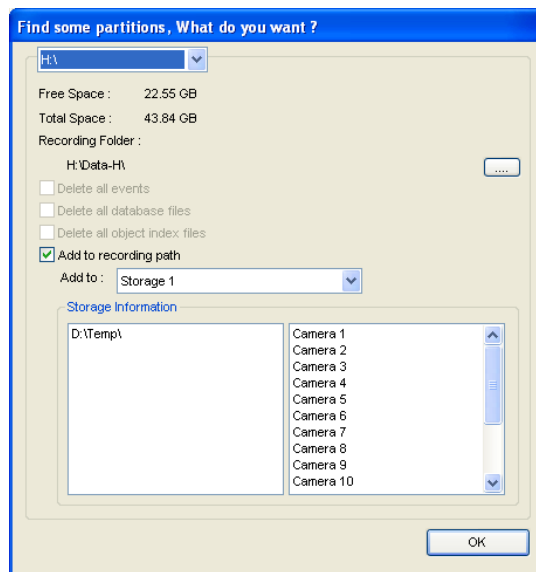 Find some partitions, What do you want ?
H:\
Free Space : 22.55 GB
Total Space : 43.84 GB
Recording Folder :
H:\Data-H\
....
Delete all events
Delete all database files
Delete all object index files
Add to recording path
Add to : Storage 1
Storage Information
D:\Temp\
Camera 1
Camera 2
Camera 3
Camera 4
Camera 5
Camera 6
Camera 7
Camera 8
Camera 9
Camera 10
OK